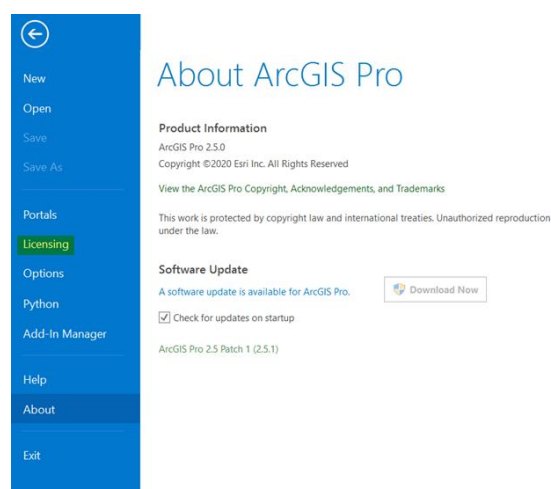 New
Open
Save
Save As
Portals
Licensing
Options
Python
Add-In Manager
Help
About
Exit
About ArcGIS Pro
Product Information
ArcGIS Pro 2.5.0
Copyright ©2020 Esri Inc. All Rights Reserved
View the ArcGIS Pro Copyright, Acknowledgements, and Trademarks
This work is protected by copyright law and international treaties. Unauthorized reproduction
under the law.
Software Update
A software update is available for ArcGIS Pro.
Download Now
Check for updates on startup
ArcGIS Pro 2.5 Patch 1 (2.5.1)